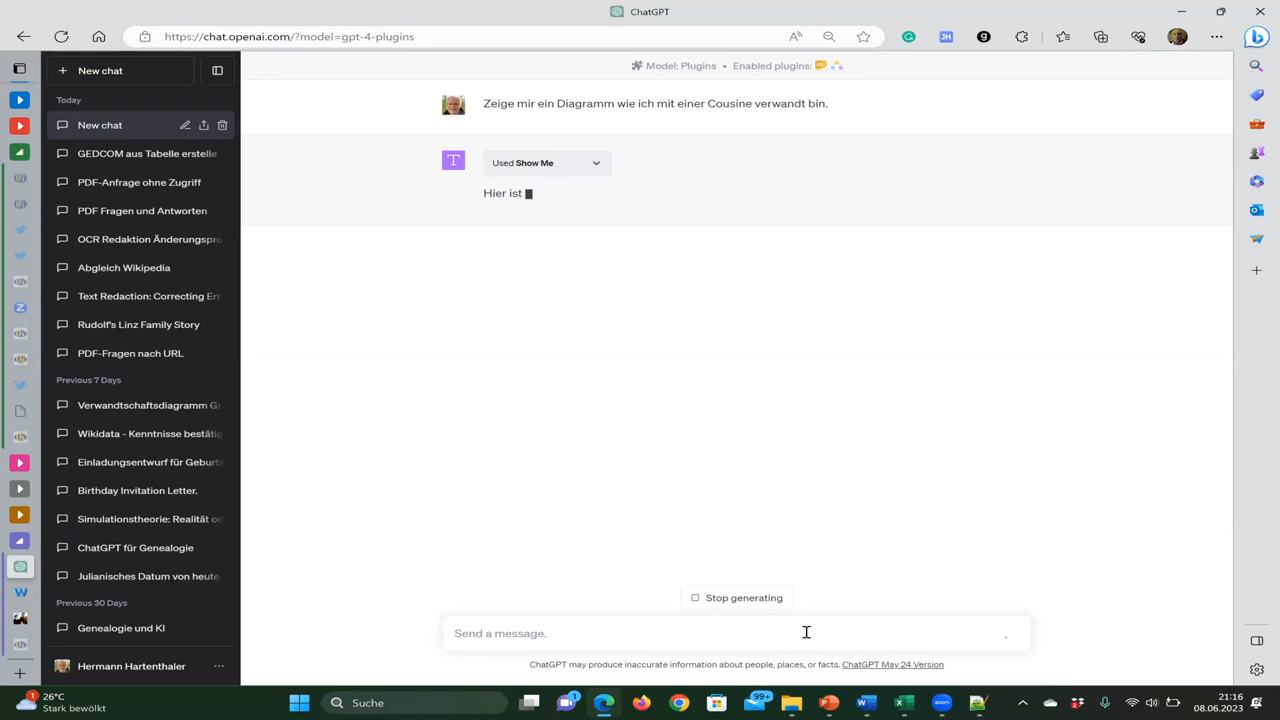 ChatGPT
https://chat.openai.com/?model=gpt-4-plugins
New chat
Model: Plugins • Enabled plugins:
Today
New chat
GEDCOM aus Tabelle erstelle
PDF-Anfrage ohne Zugriff
PDF Fragen und Antworten
OCR Redaktion Änderungspro
Abgleich Wikipedia
Text Redaction: Correcting Err
Rudolf's Linz Family Story
PDF-Fragen nach URL
Previous 7 Days
Verwandtschaftsdiagramm Gr
Wikidata - Kenntnisse bestätig
Einladungsentwurf für Geburts
Birthday Invitation Letter.
Simulationstheorie: Realität od
ChatGPT für Genealogie
Julianisches Datum von heute
Previous 30 Days
Genealogie und KI
Hermann Hartenthaler
Zeige mir ein Diagramm wie ich mit einer Cousine verwandt bin.
T
Used Show Me
Hier ist
Stop generating
Send a message.
ChatGPT may produce inaccurate information about people, places, or facts. ChatGPT May 24 Version
1
26°C
Stark bewölkt
Suche
1
99+
21:16
08.06.2023